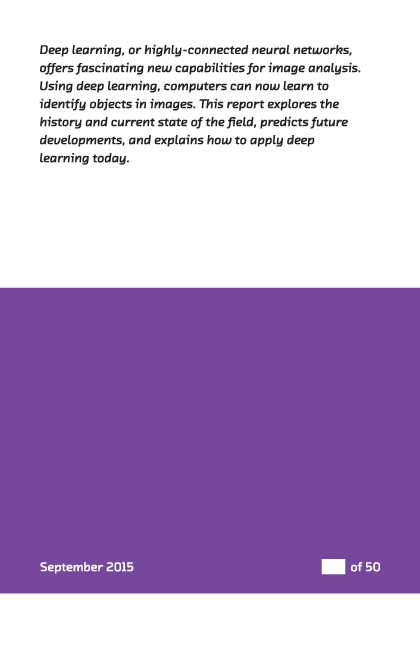 Deep learning, or highly-connected neural networks,
offers fascinating new capabilities for image analysis.
Using deep learning, computers can now learn to
identify objects in images. This report explores the
history and current state of the field, predicts future
developments, and explains how to apply deep
learning today.
September 2015
of 50